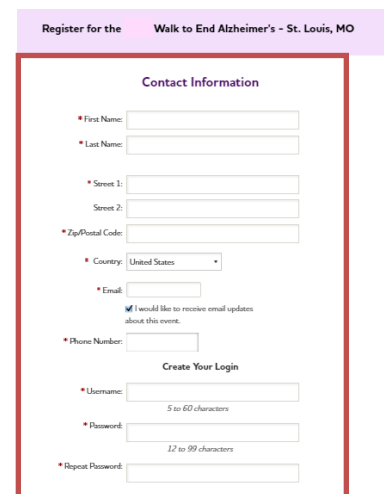 Register for the Walk to End Alzheimer's - St. Louis, MO
Contact Information
* First Name:
* Last Name:
* Street 1:
Street 2:
* Zip/Postal Code:
* Country: United States
* Email:
I would like to receive email updates
about this event.
* Phone Number:
Create Your Login
* Username:
5 to 60 characters
* Password:
12 to 99 characters
* Repeat Password: